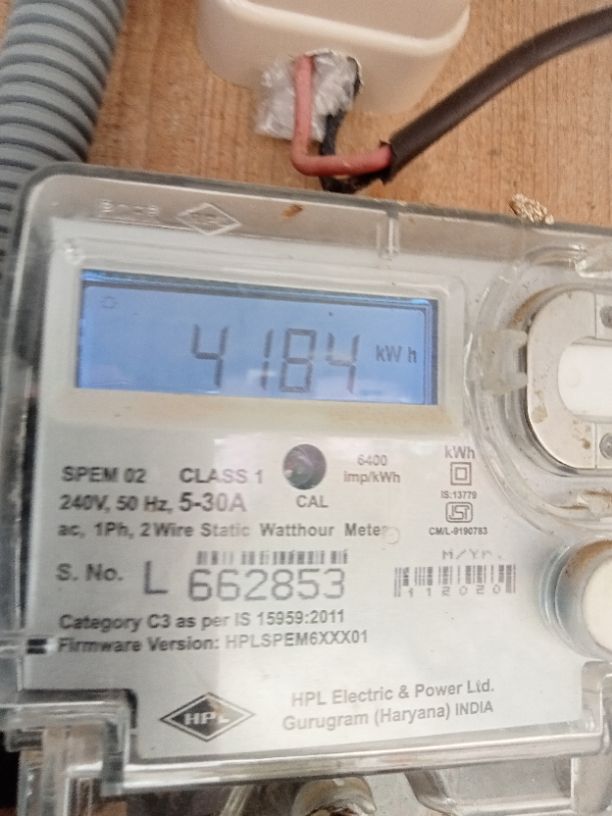 4184 kWh
SPEM 02 CLASS 1
6400 imp/kWh
kWh
240V, 50 Hz, 5-30A
CAL
IS:13779
ac, 1Ph, 2 Wire Static Watthour Meter
CM/L-9190783
M/Yr.
S. No. L 662853
112020
Category C3 as per IS 15959:2011
Firmware Version: HPLSPEM6XXX01
HPL
HPL Electric & Power Ltd.
Gurugram (Haryana) INDIA